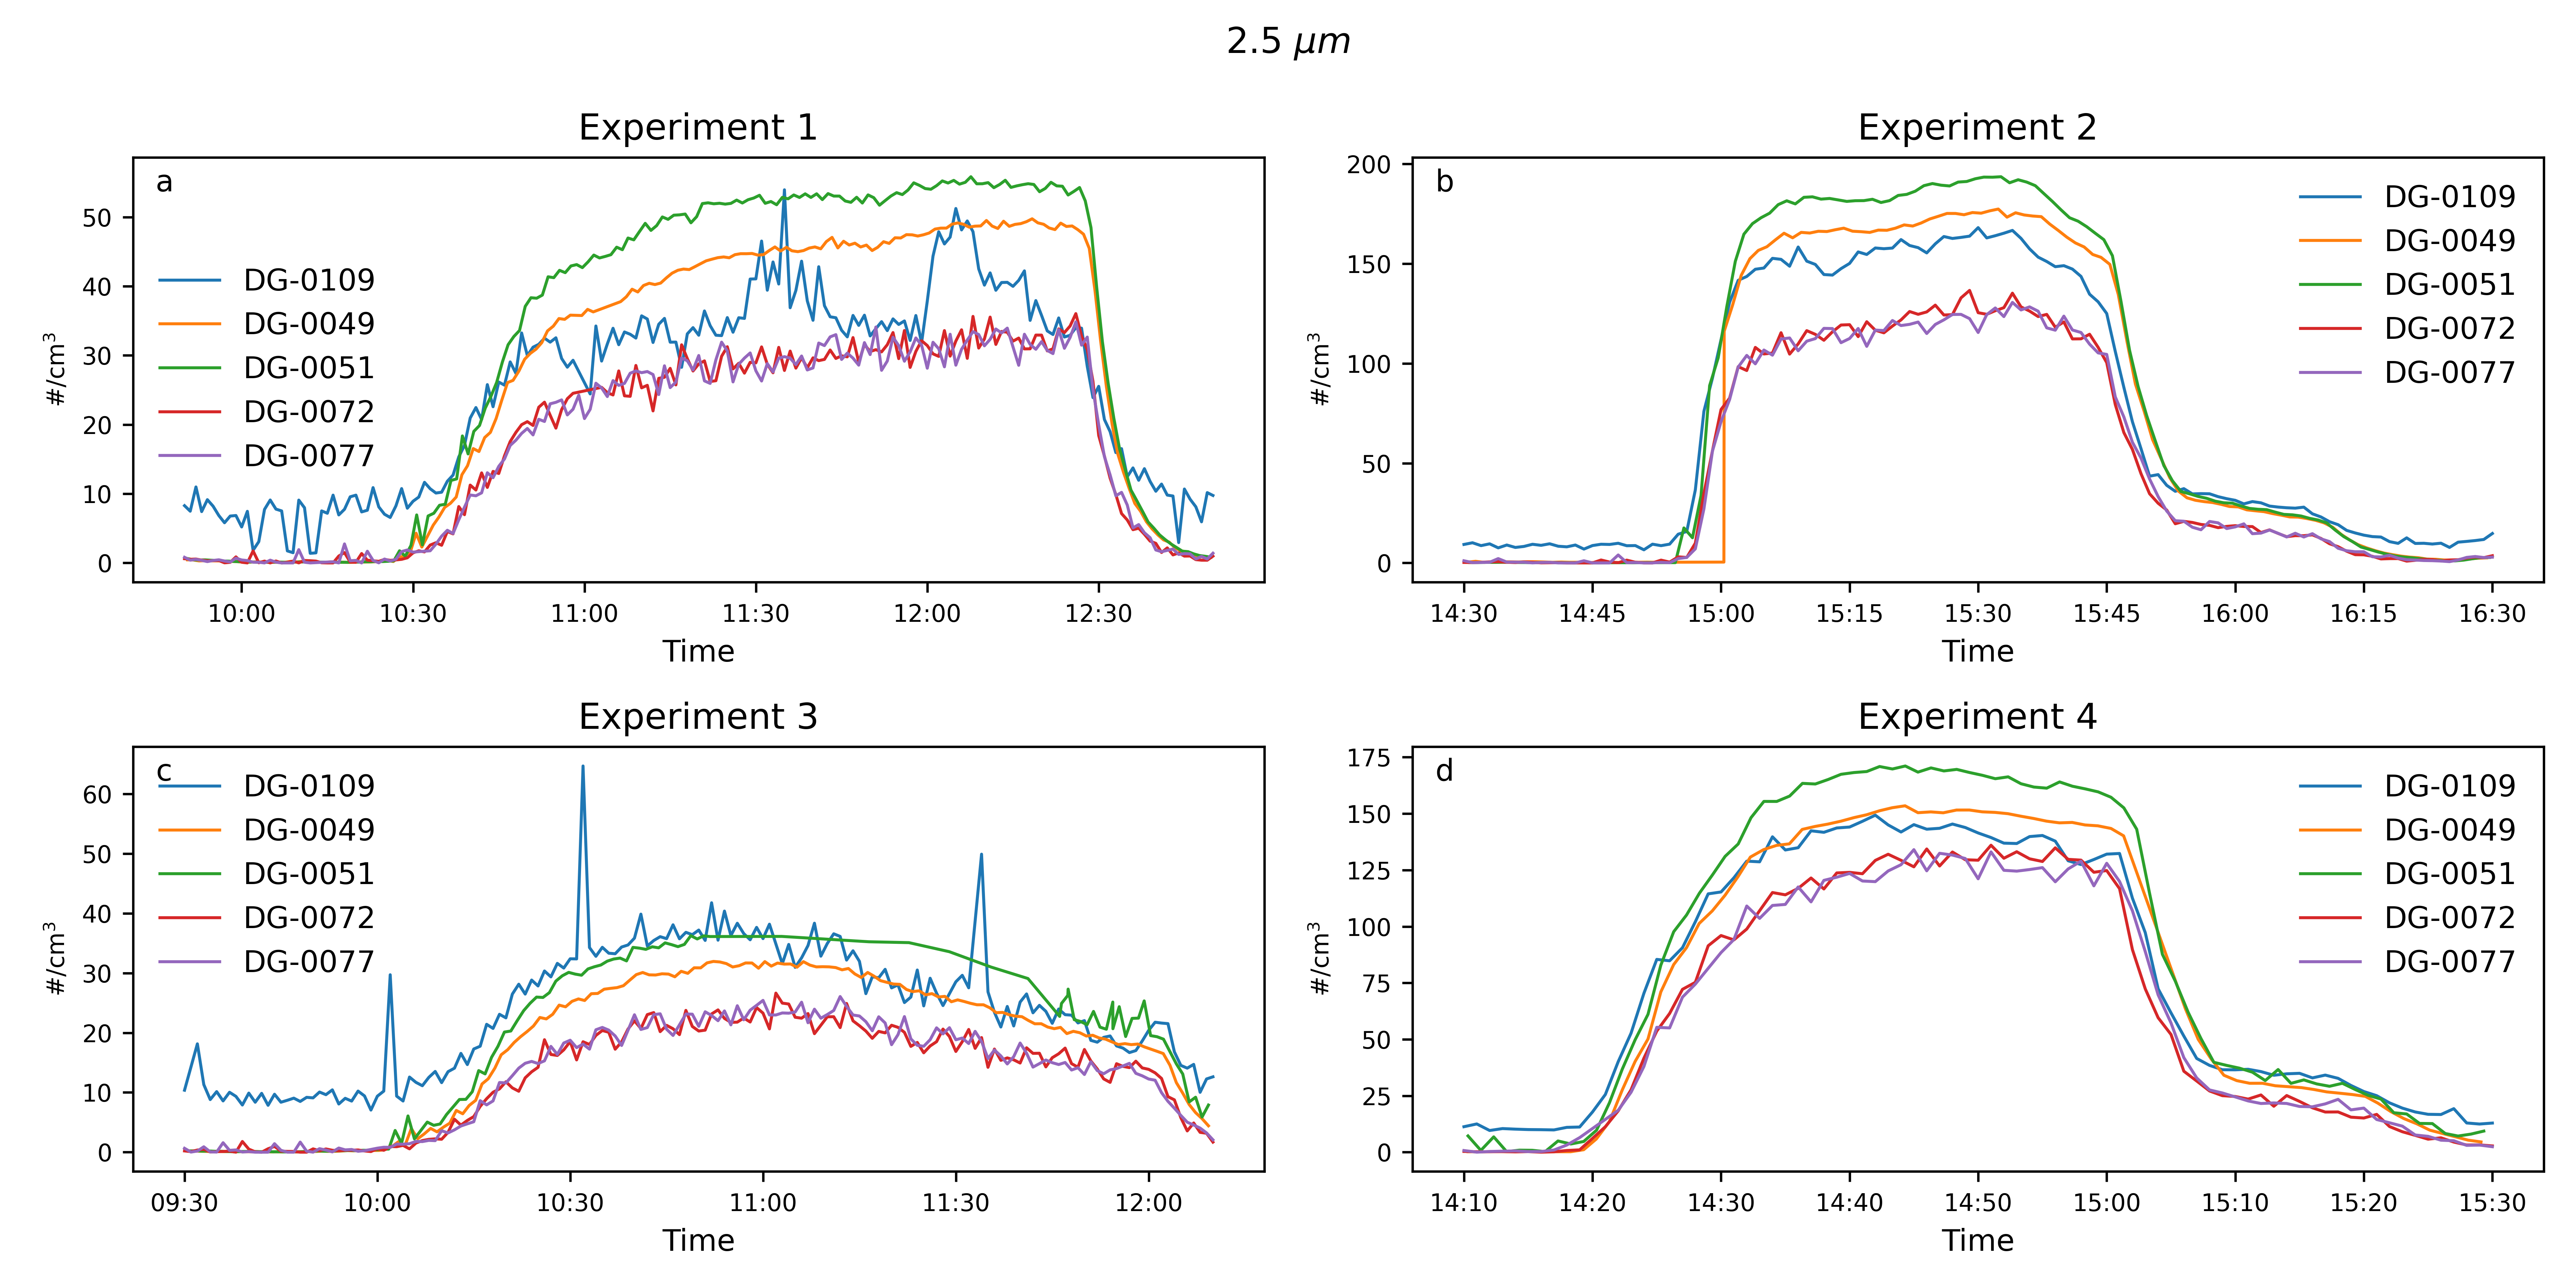 2.5 μm
Experiment 1
a
DG-0109
DG-0049
DG-0051
DG-0072
DG-0077
50
40
30
20
10
0
#/cm³
10:00 10:30 11:00 11:30 12:00 12:30
Time
Experiment 2
b
DG-0109
DG-0049
DG-0051
DG-0072
DG-0077
200
150
100
50
0
#/cm³
14:30 14:45 15:00 15:15 15:30 15:45 16:00 16:15 16:30
Time
Experiment 3
c
DG-0109
DG-0049
DG-0051
DG-0072
DG-0077
60
50
40
30
20
10
0
#/cm³
09:30 10:00 10:30 11:00 11:30 12:00
Time
Experiment 4
d
DG-0109
DG-0049
DG-0051
DG-0072
DG-0077
175
150
125
100
75
50
25
0
#/cm³
14:10 14:20 14:30 14:40 14:50 15:00 15:10 15:20 15:30
Time